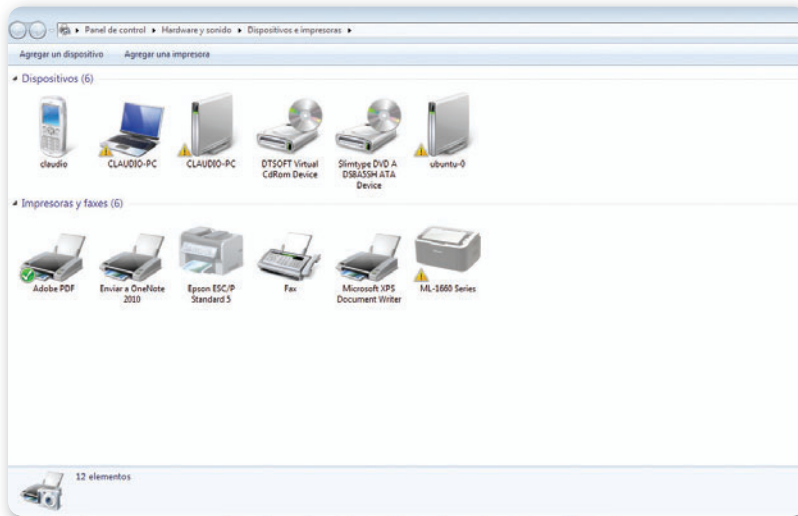 Panel de control ▸ Hardware y sonido ▸ Dispositivos e impresoras ▸
Agregar un dispositivo Agregar una impresora
Dispositivos (6)
claudio
CLAUDIO-PC
CLAUDIO-PC
DTSOFT Virtual
CdRom Device
Slimtype DVD A
DS8A5SH ATA
Device
ubuntu-0
Impresoras y faxes (6)
Adobe PDF
Enviar a OneNote
2010
Epson ESC/P
Standard 5
Fax
Microsoft XPS
Document Writer
ML-1660 Series
12 elementos